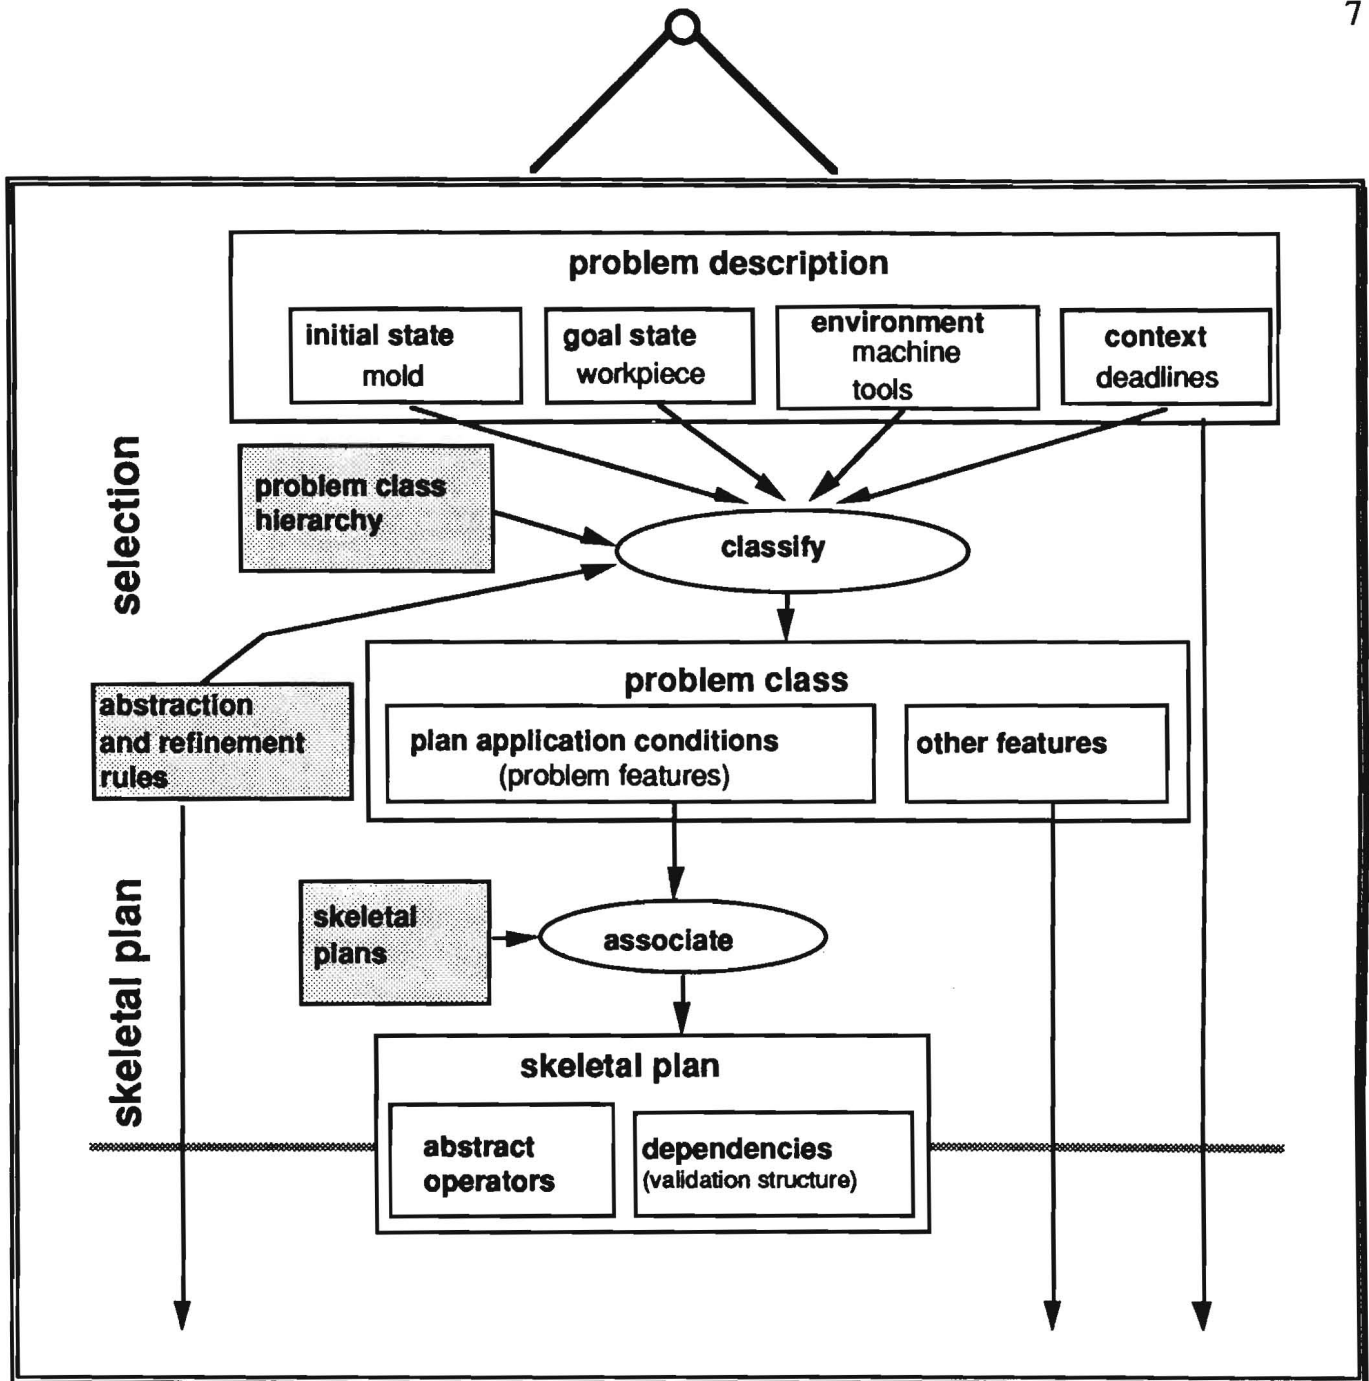 7
problem description
initial state
mold
goal state
workpiece
environment
machine
tools
context
deadlines
selection
problem class
hierarchy
classify
abstraction
and refinement
rules
problem class
plan application conditions
(problem features)
other features
skeletal plan
skeletal
plans
associate
skeletal plan
abstract
operators
dependencies
(validation structure)